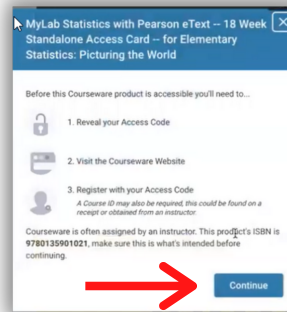 MyLab Statistics with Pearson eText -- 18 Week
Standalone Access Card -- for Elementary
Statistics: Picturing the World
Before this Courseware product is accessible you'll need to...
1. Reveal your Access Code
2. Visit the Courseware Website
3. Register with your Access Code
A Course ID may also be required, this could be found on a
receipt or obtained from an instructor.
Courseware is often assigned by an instructor. This product's ISBN is
9780135901021, make sure this is what's intended before
continuing.
Continue